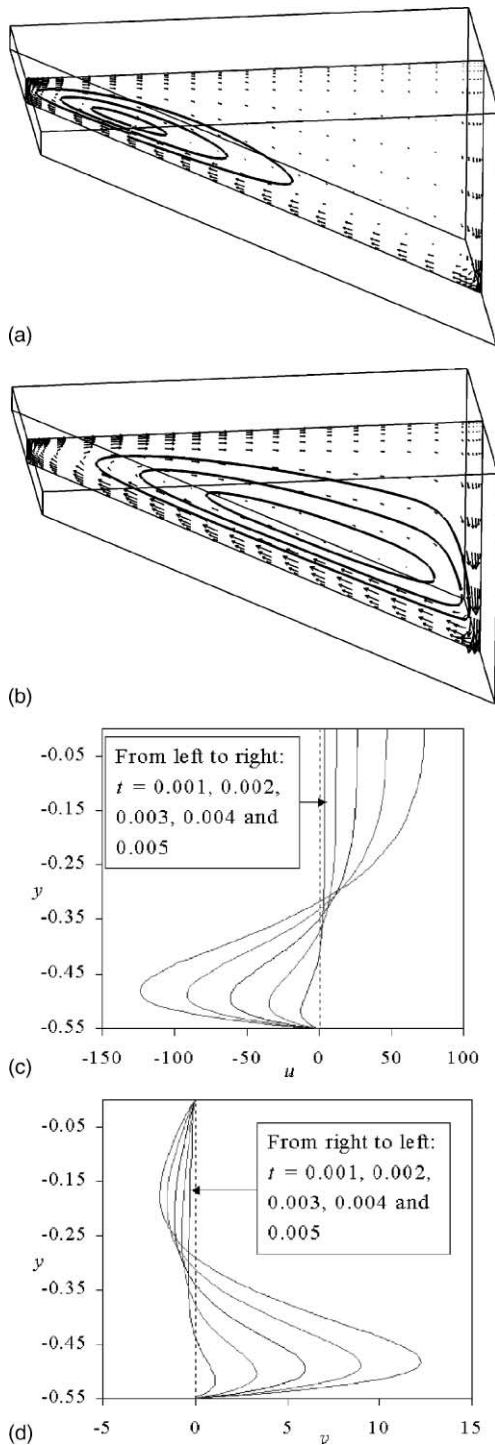 (a)
(b)
-0.05
-0.15
-0.25
y
-0.35
-0.45
-0.55
From left to right:
t = 0.001, 0.002,
0.003, 0.004 and
0.005
-150 -100 -50 0 50 100
(c)
u
-0.05
-0.15
-0.25
y
-0.35
-0.45
-0.55
From right to left:
t = 0.001, 0.002,
0.003, 0.004 and
0.005
-5 0 5 10 15
(d)
v